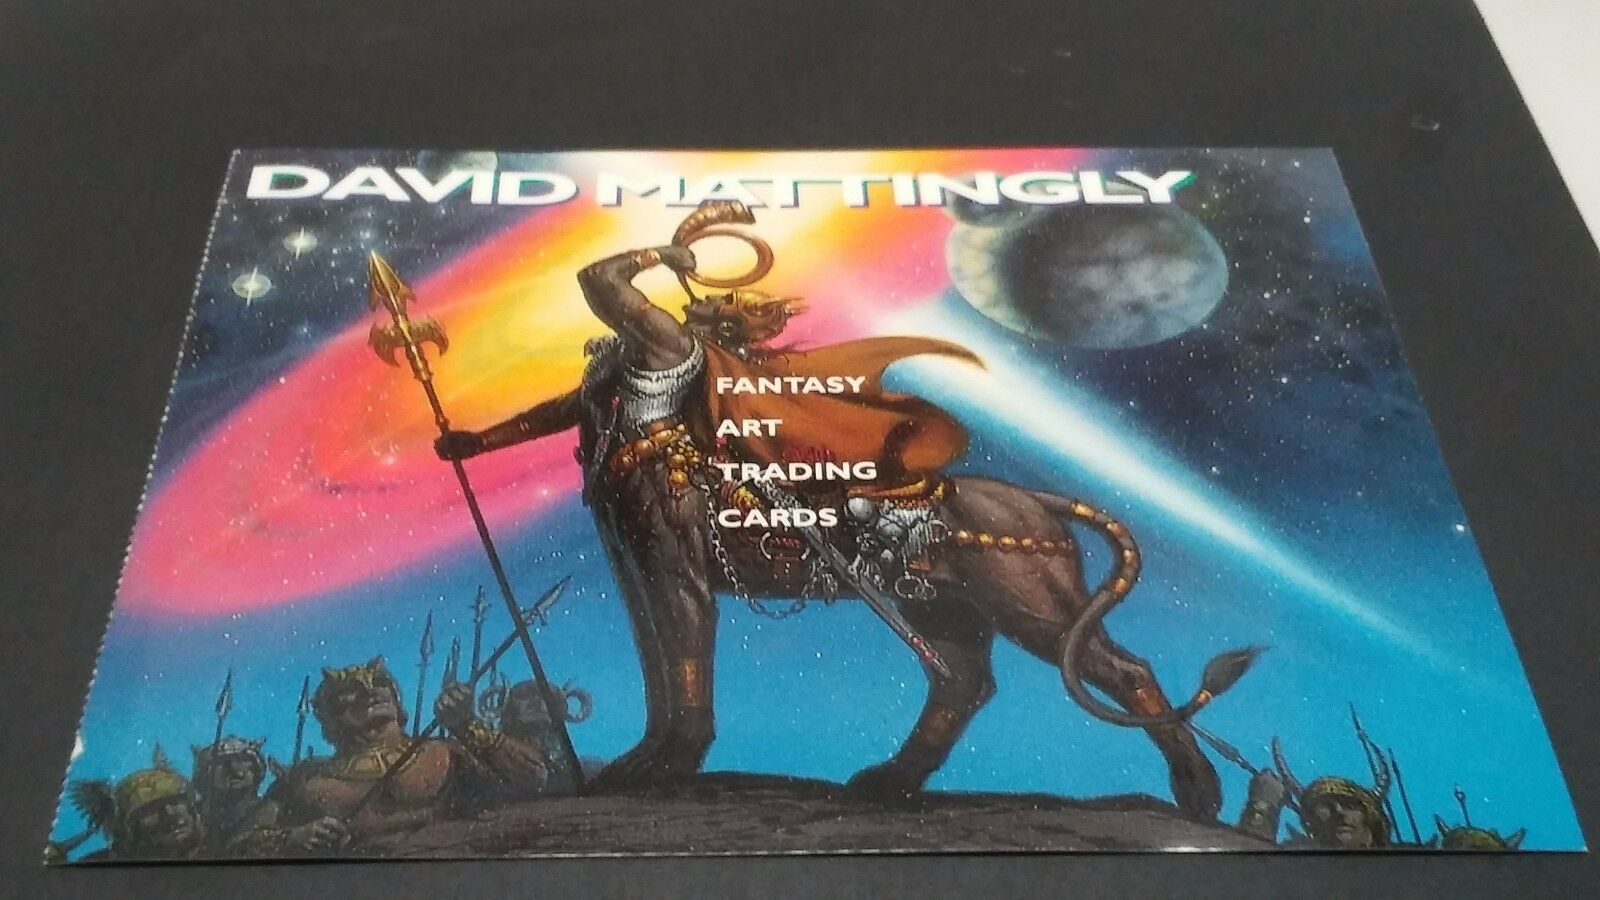 DAVID MATTINGLY
FANTASY
ART
TRADING
CARDS